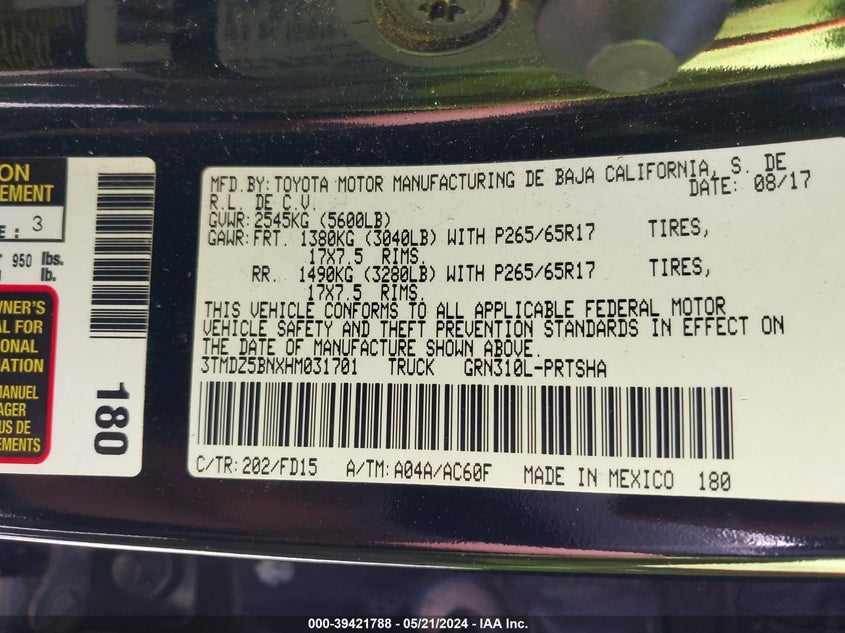 ON
EMENT
E: 3
950 lbs.
lb.
WNER'S
AL FOR
ONAL
ATION
MANUEL
AGER
US DE
EMENTS
180
MFD.BY:TOYOTA MOTOR MANUFACTURING DE BAJA CALIFORNIA, S. DE
R.L. DE C.V. DATE: 08/17
GVWR:2545KG (5600LB)
GAWR:FRT. 1380KG (3040LB) WITH P265/65R17 TIRES,
17X7.5 RIMS.
RR. 1490KG (3280LB) WITH P265/65R17 TIRES,
17X7.5 RIMS.
THIS VEHICLE CONFORMS TO ALL APPLICABLE FEDERAL MOTOR
VEHICLE SAFETY AND THEFT PREVENTION STANDARDS IN EFFECT ON
THE DATE OF MANUFACTURE SHOWN ABOVE.
3TMDZ5BNXHM031701 TRUCK GRN310L-PRTSHA
C/TR:202/FD15 A/TM:A04A/AC60F MADE IN MEXICO 180
000-39421788 - 05/21/2024 - IAA Inc.